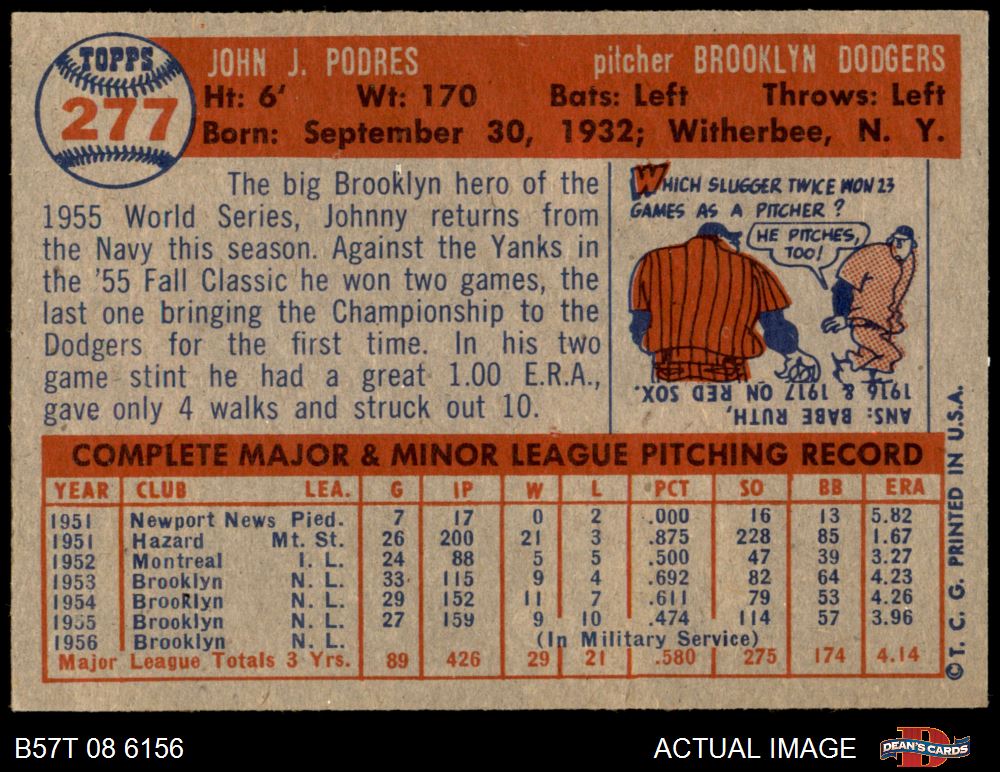 TOPPS
277
JOHN J. PODRES pitcher BROOKLYN DODGERS
Ht: 6' Wt: 170 Bats: Left Throws: Left
Born: September 30, 1932; Witherbee, N. Y.
The big Brooklyn hero of the
1955 World Series, Johnny returns from
the Navy this season. Against the Yanks in
the '55 Fall Classic he won two games, the
last one bringing the Championship to the
Dodgers for the first time. In his two
game stint he had a great 1.00 E.R.A.,
gave only 4 walks and struck out 10.
WHICH SLUGGER TWICE WON 23
GAMES AS A PITCHER?
HE PITCHES,
TOO!
ANS: BABE RUTH,
1916 & 1917 ON RED SOX.
COMPLETE MAJOR & MINOR LEAGUE PITCHING RECORD
YEAR CLUB LEA. G IP W L PCT SO BB ERA
1951 Newport News Pied. 7 17 0 2 .000 16 13 5.82
1951 Hazard Mt. St. 26 200 21 3 .875 228 85 1.67
1952 Montreal I. L. 24 88 5 5 .500 47 39 3.27
1953 Brooklyn N. L. 33 115 9 4 .692 82 64 4.23
1954 Brooklyn N. L. 29 152 11 7 .611 79 53 4.26
1955 Brooklyn N. L. 27 159 9 10 .474 114 57 3.96
1956 Brooklyn N. L. (In Military Service)
Major League Totals 3 Yrs. 89 426 29 21 .580 275 174 4.14
©T. C. G. PRINTED IN U.S.A.
B57T 08 6156 ACTUAL IMAGE
D
DEAN'S CARDS